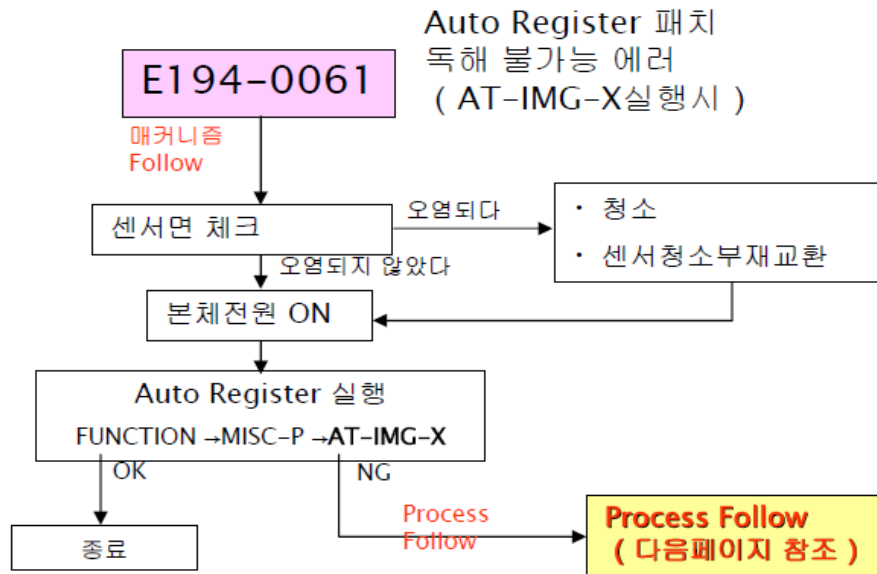 Auto Register 패치
독해 불가능 에러
( AT-IMG-X실행시 )
E194-0061
매커니즘
Follow
센서면 체크
오염되다
・ 청소
・ 센서청소부재교환
오염되지 않았다
본체전원 ON
Auto Register 실행
FUNCTION →MISC-P →AT-IMG-X
OK
NG
종료
Process
Follow
Process Follow
( 다음페이지 참조 )